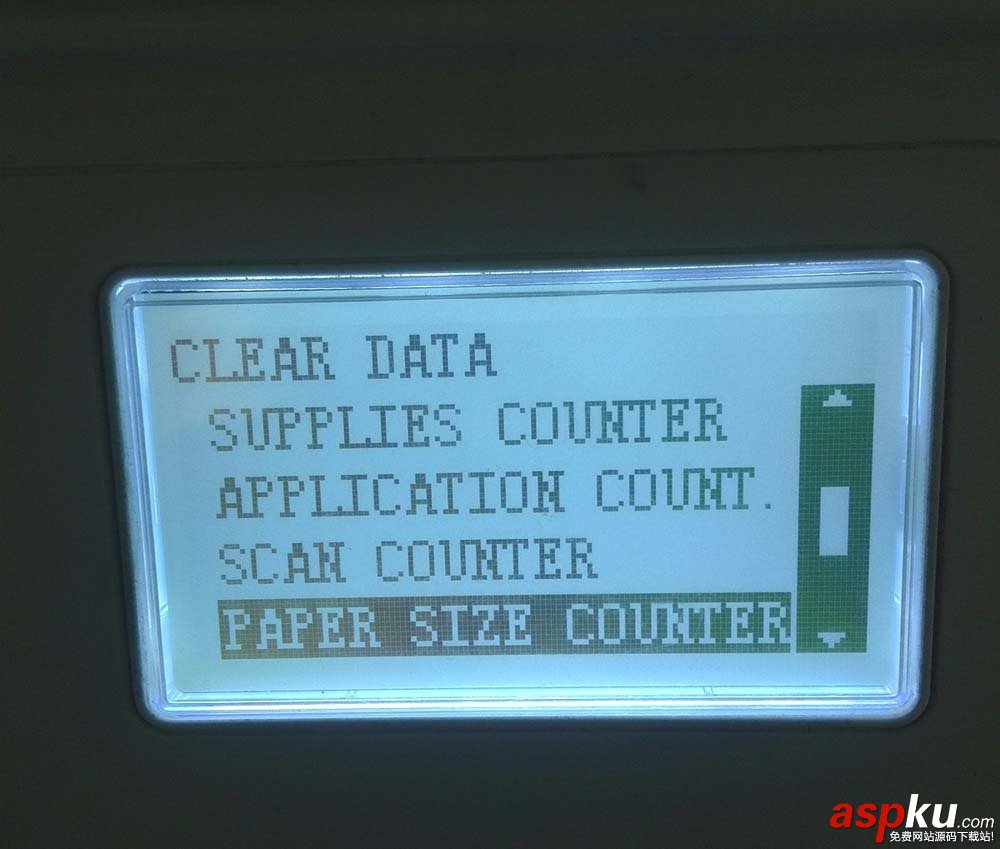 CLEAR DATA
SUPPLIES COUNTER
APPLICATION COUNT.
SCAN COUNTER
PAPER SIZE COUNTER
aspku.com
免费网站源码下载站!